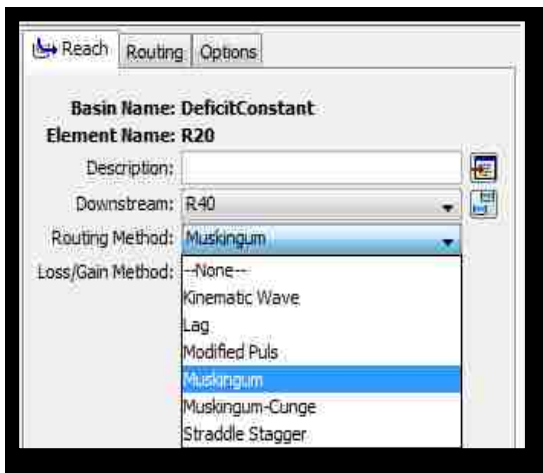 Reach Routing Options
Basin Name: DeficitConstant
Element Name: R20
Description:
Downstream: R40
Routing Method: Muskingum
Loss/Gain Method: --None--
Kinematic Wave
Lag
Modified Puls
Muskingum
Muskingum-Cunge
Straddle Stagger